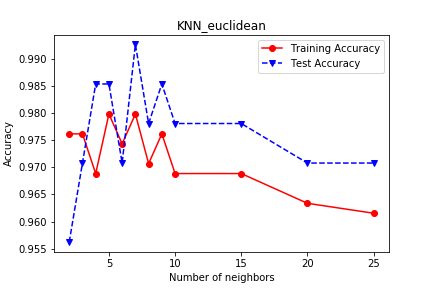 KNN_euclidean
Training Accuracy
Test Accuracy
0.990
0.985
0.980
0.975
0.970
0.965
0.960
0.955
Accuracy
5
10
15
20
25
Number of neighbors